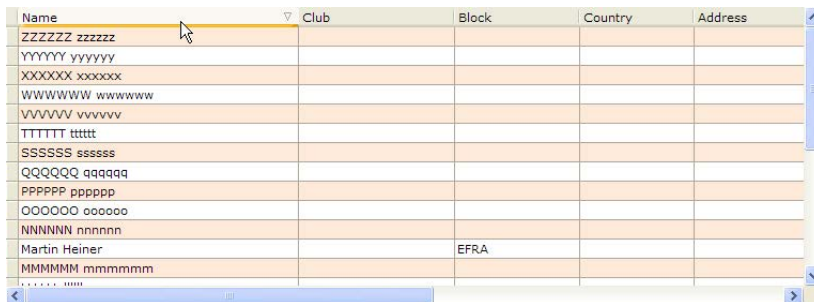 Name Club Block Country Address
ZZZZZZ zzzzzz
YYYYYY yyyyyy
XXXXXX xxxxxx
WWWWWW wwwwww
VVVVVV vvvvvv
TTTTTT tttttt
SSSSSS ssssss
QQQQQQ qqqqqq
PPPPPP pppppp
OOOOOO oooooo
NNNNNN nnnnnn
Martin Heiner EFRA
MMMMMM mmmmmm